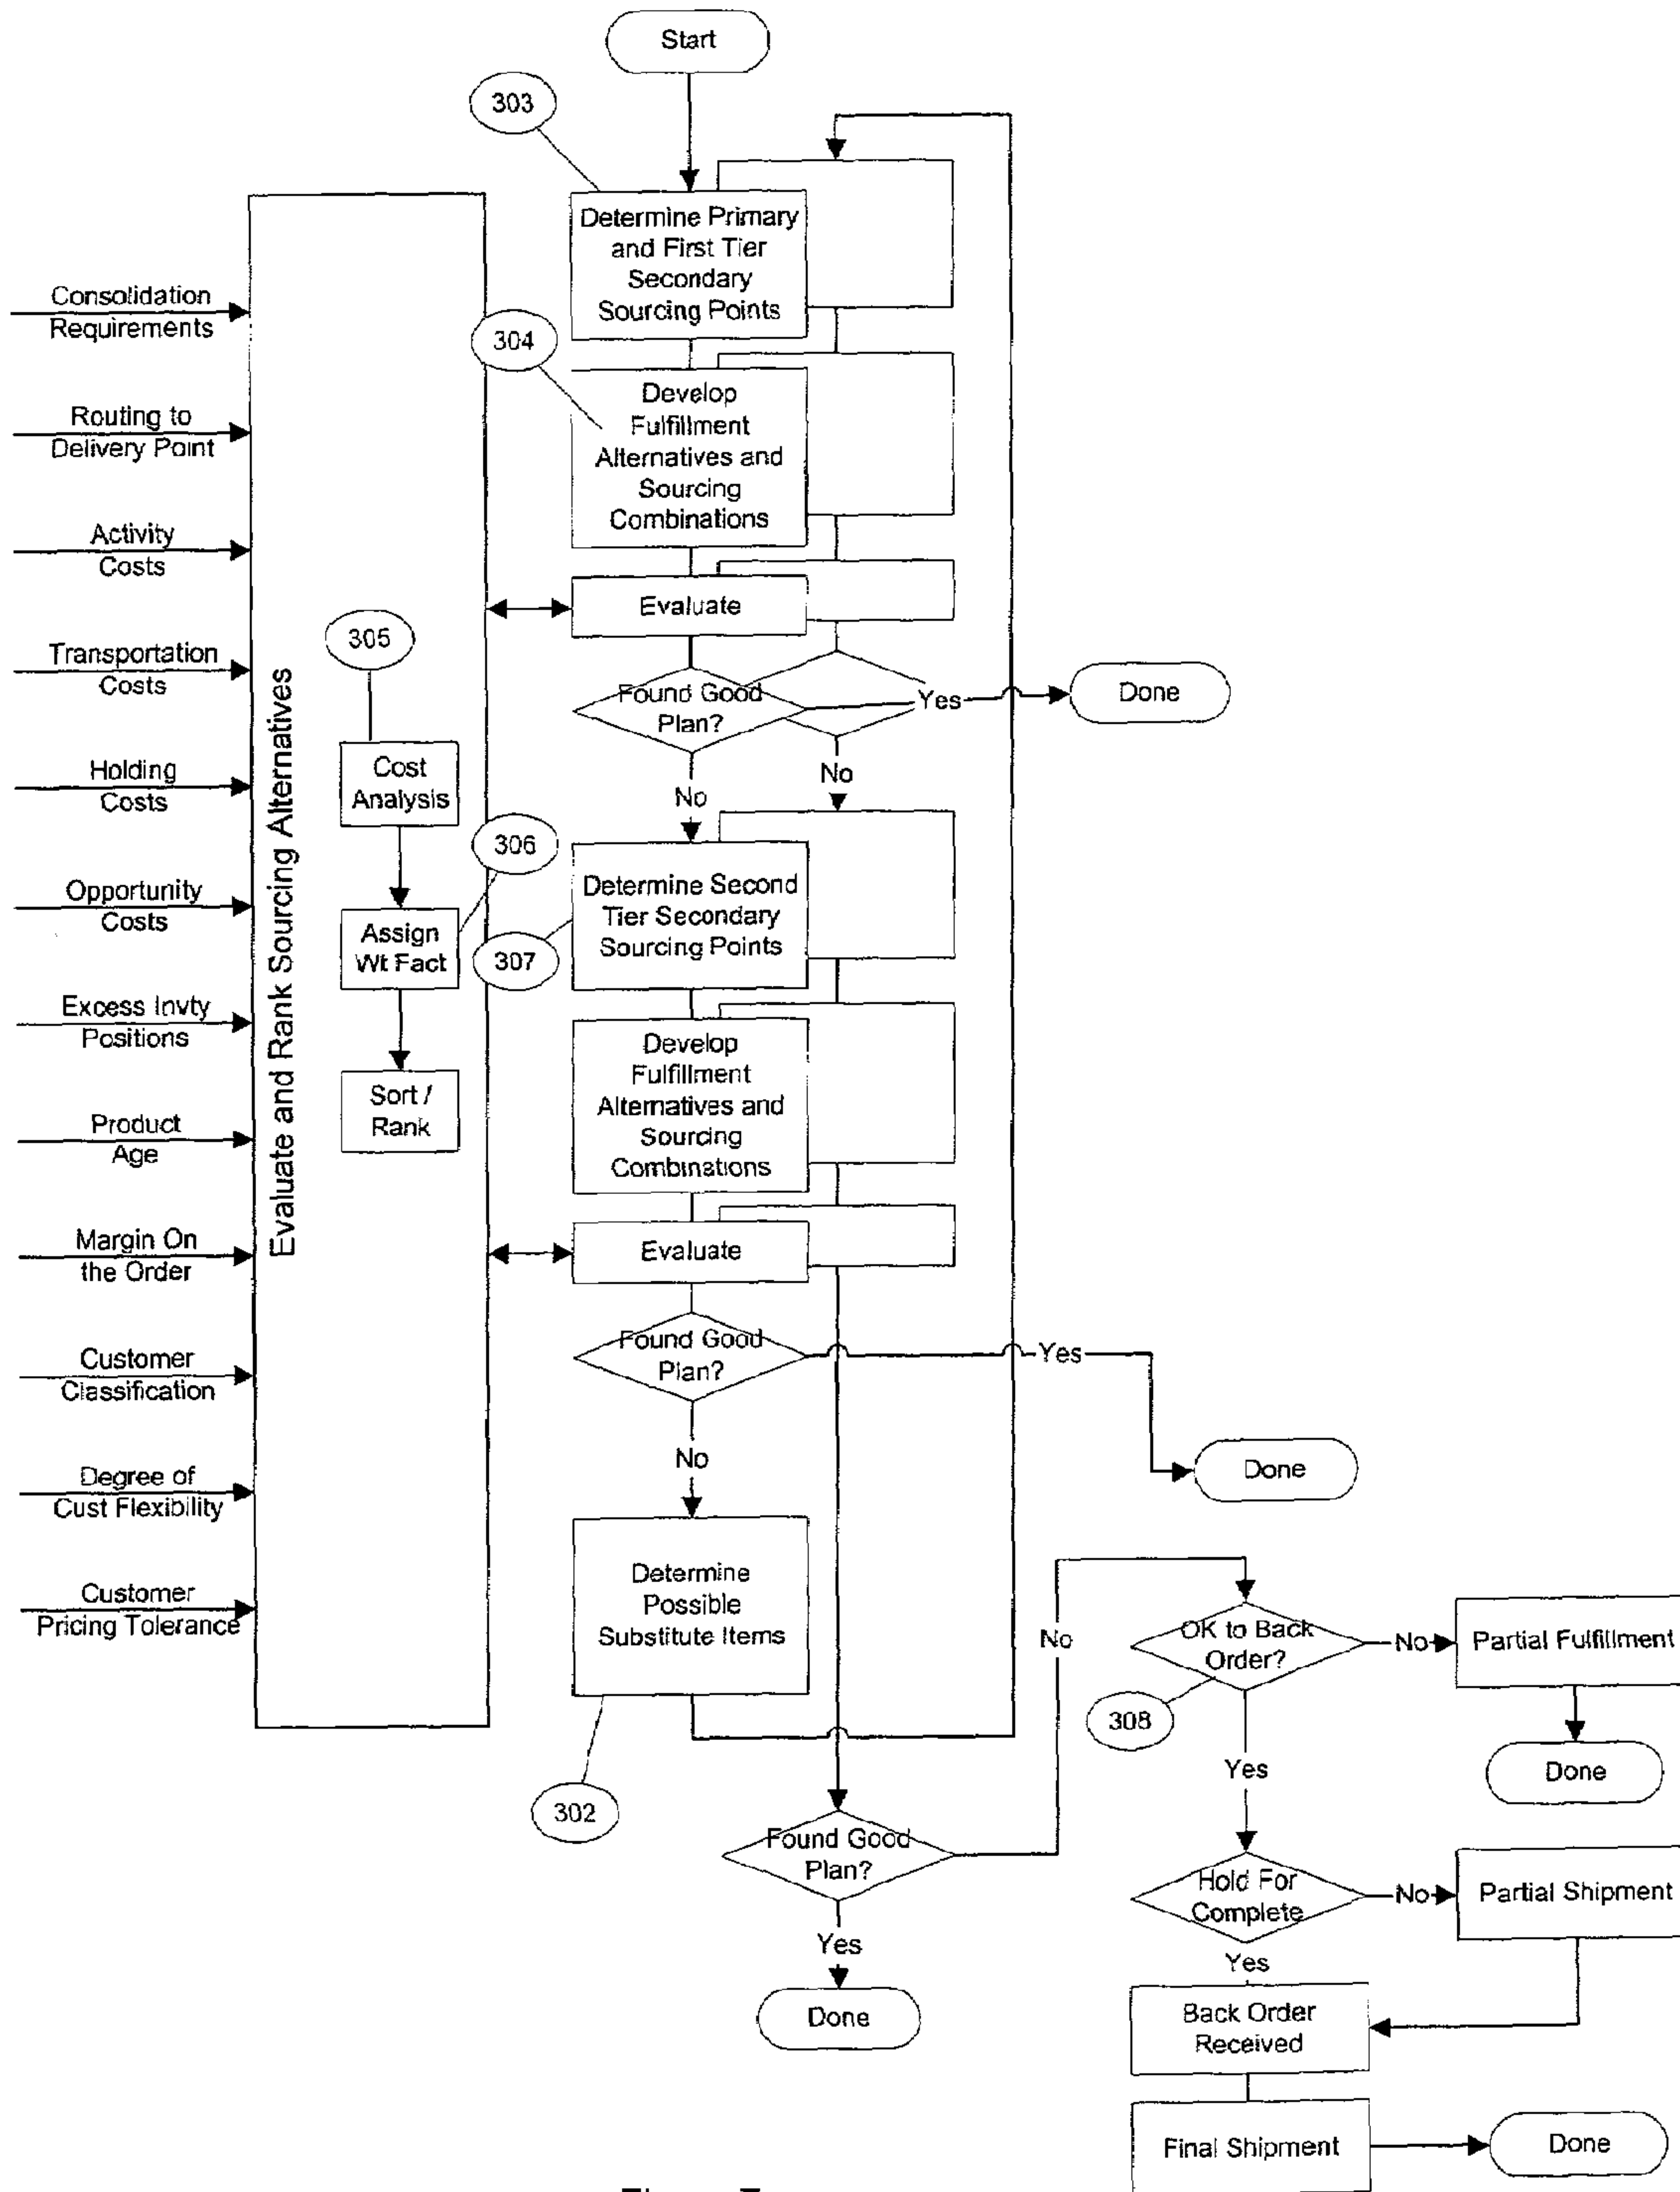 Start
303
Determine Primary
and First Tier
Secondary
Sourcing Points
304
Develop
Fulfillment
Alternatives and
Sourcing
Combinations
Evaluate
Found Good
Plan?
Yes
Done
No
No
Consolidation
Requirements
Routing to
Delivery Point
Activity
Costs
Transportation
Costs
Holding
Costs
Opportunity
Costs
Excess Invty
Positions
Product
Age
Margin On
the Order
Customer
Classification
Degree of
Cust Flexibility
Customer
Pricing Tolerance
Evaluate and Rank Sourcing Alternatives
305
Cost
Analysis
306
Assign
Wt Fact
Sort /
Rank
307
Determine Second
Tier Secondary
Sourcing Points
Develop
Fulfillment
Alternatives and
Sourcing
Combinations
Evaluate
Found Good
Plan?
Yes
Done
No
Determine
Possible
Substitute Items
302
Found Good
Plan?
No
Yes
Done
OK to Back
Order?
308
No
Partial Fulfillment
Done
Yes
Hold For
Complete
No
Partial Shipment
Yes
Back Order
Received
Final Shipment
Done